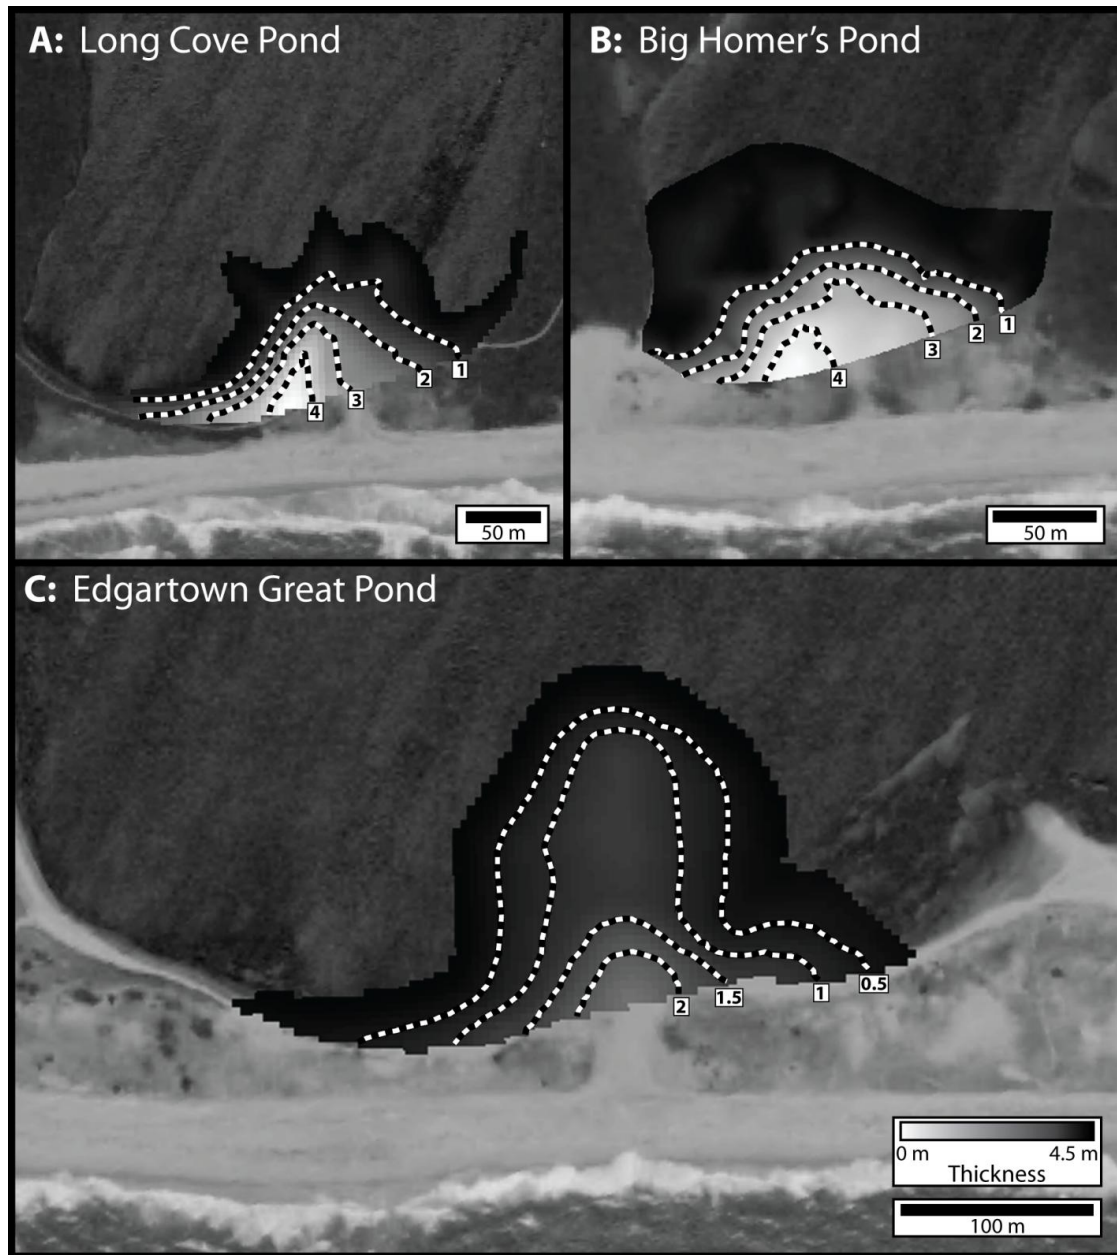 A: Long Cove Pond
1
2
3
4
50 m
B: Big Homer's Pond
1
2
3
4
50 m
C: Edgartown Great Pond
0.5
1
1.5
2
0 m 4.5 m
Thickness
100 m